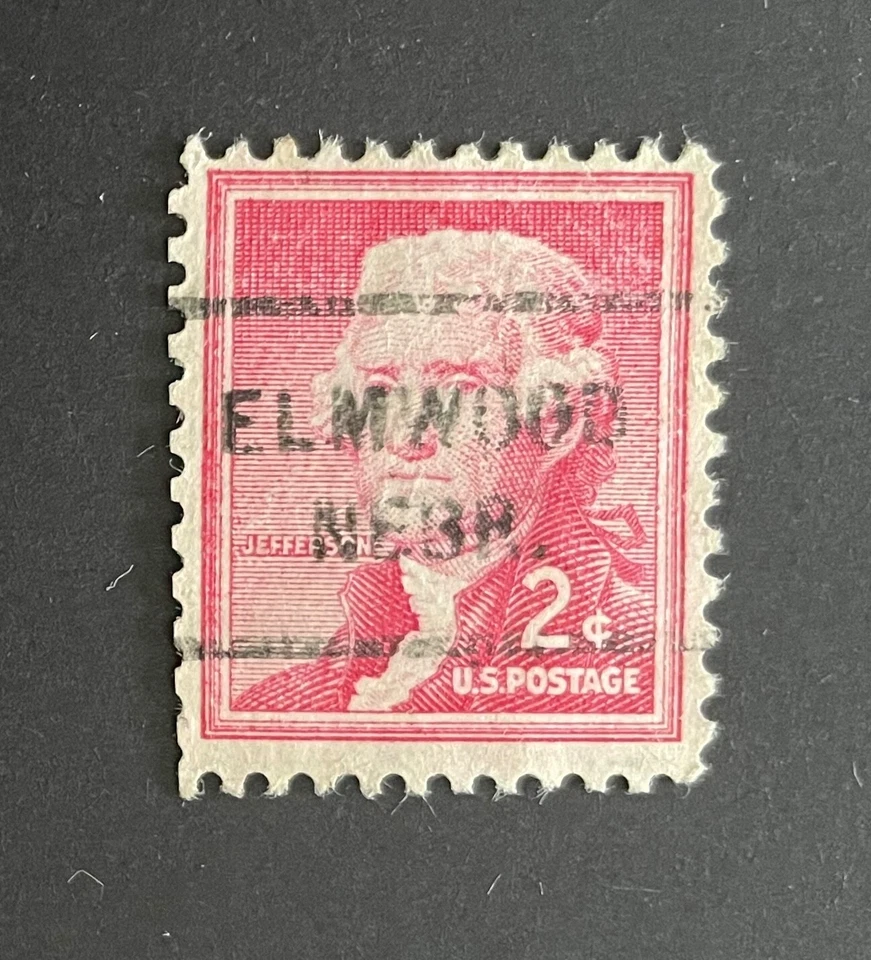 ELMWOOD
NEBR.
JEFFERSON
2¢
U.S.POSTAGE